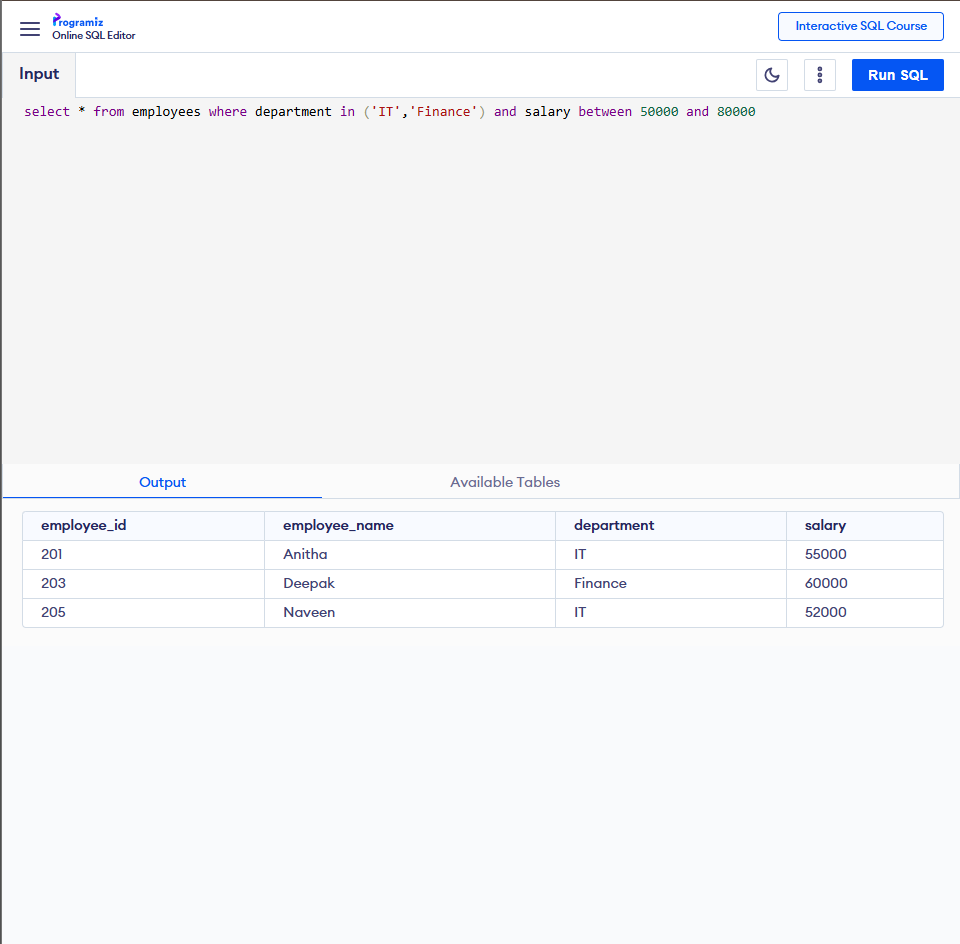 Programiz
Online SQL Editor
Interactive SQL Course
Input
Run SQL
select * from employees where department in ('IT','Finance') and salary between 50000 and 80000
Output Available Tables
employee_id employee_name department salary
201 Anitha IT 55000
203 Deepak Finance 60000
205 Naveen IT 52000